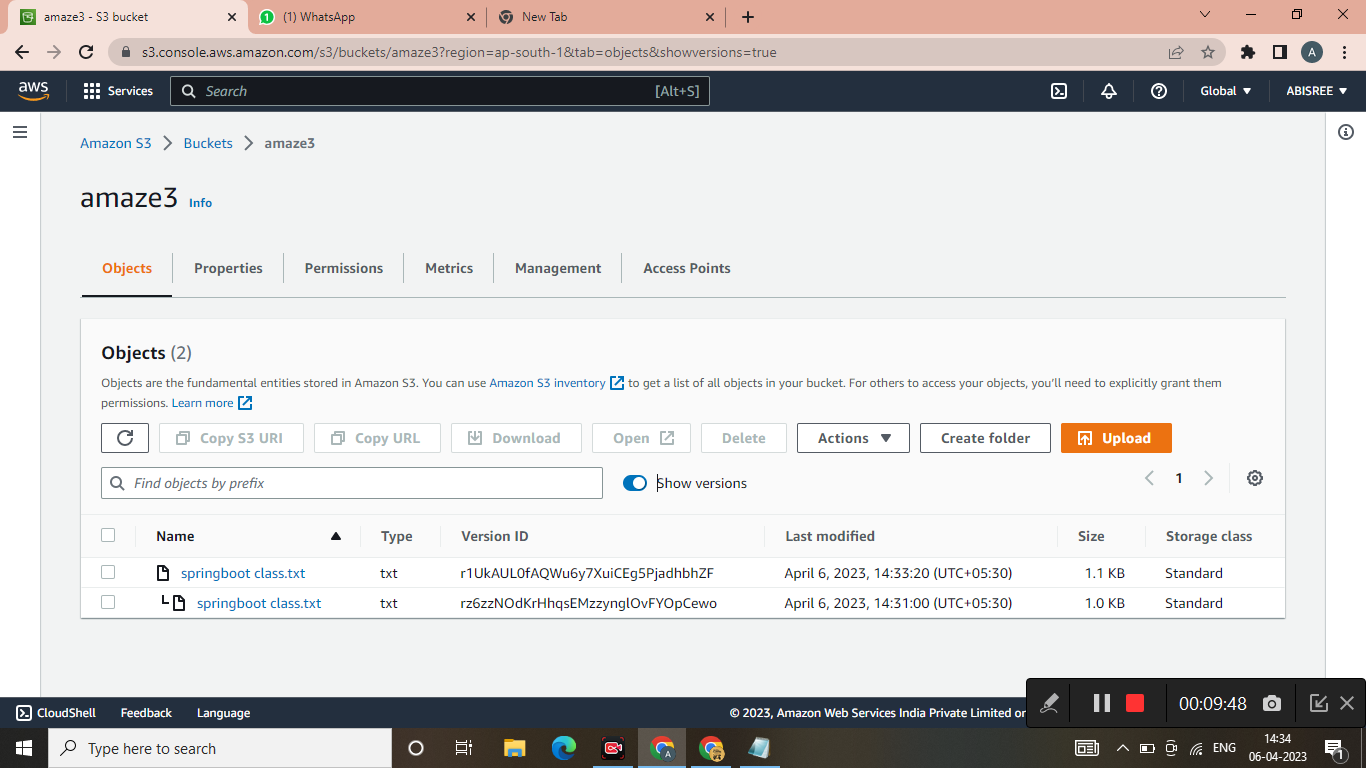 amaze3 - S3 bucket
(1) WhatsApp
New Tab
s3.console.aws.amazon.com/s3/buckets/amaze3?region=ap-south-1&tab=objects&showversions=true
A
aws
Services
Search
[Alt+S]
Global
ABISREE
Amazon S3
Buckets
amaze3
amaze3 Info
Objects
Properties
Permissions
Metrics
Management
Access Points
Objects (2)
Objects are the fundamental entities stored in Amazon S3. You can use Amazon S3 inventory to get a list of all objects in your bucket. For others to access your objects, you'll need to explicitly grant them
permissions. Learn more
Copy S3 URI
Copy URL
Download
Open
Delete
Actions
Create folder
Upload
Find objects by prefix
Show versions
1
Name Type Version ID Last modified Size Storage class
springboot class.txt txt r1UkAUL0fAQWu6y7XuiCEg5PjadhbhZF April 6, 2023, 14:33:20 (UTC+05:30) 1.1 KB Standard
springboot class.txt txt rz6zzNOdKrHhqsEMzzynglOvFYOpCewo April 6, 2023, 14:31:00 (UTC+05:30) 1.0 KB Standard
00:09:48
CloudShell
Feedback
Language
© 2023, Amazon Web Services India Private Limited or
Type here to search
ENG
14:34
06-04-2023
1